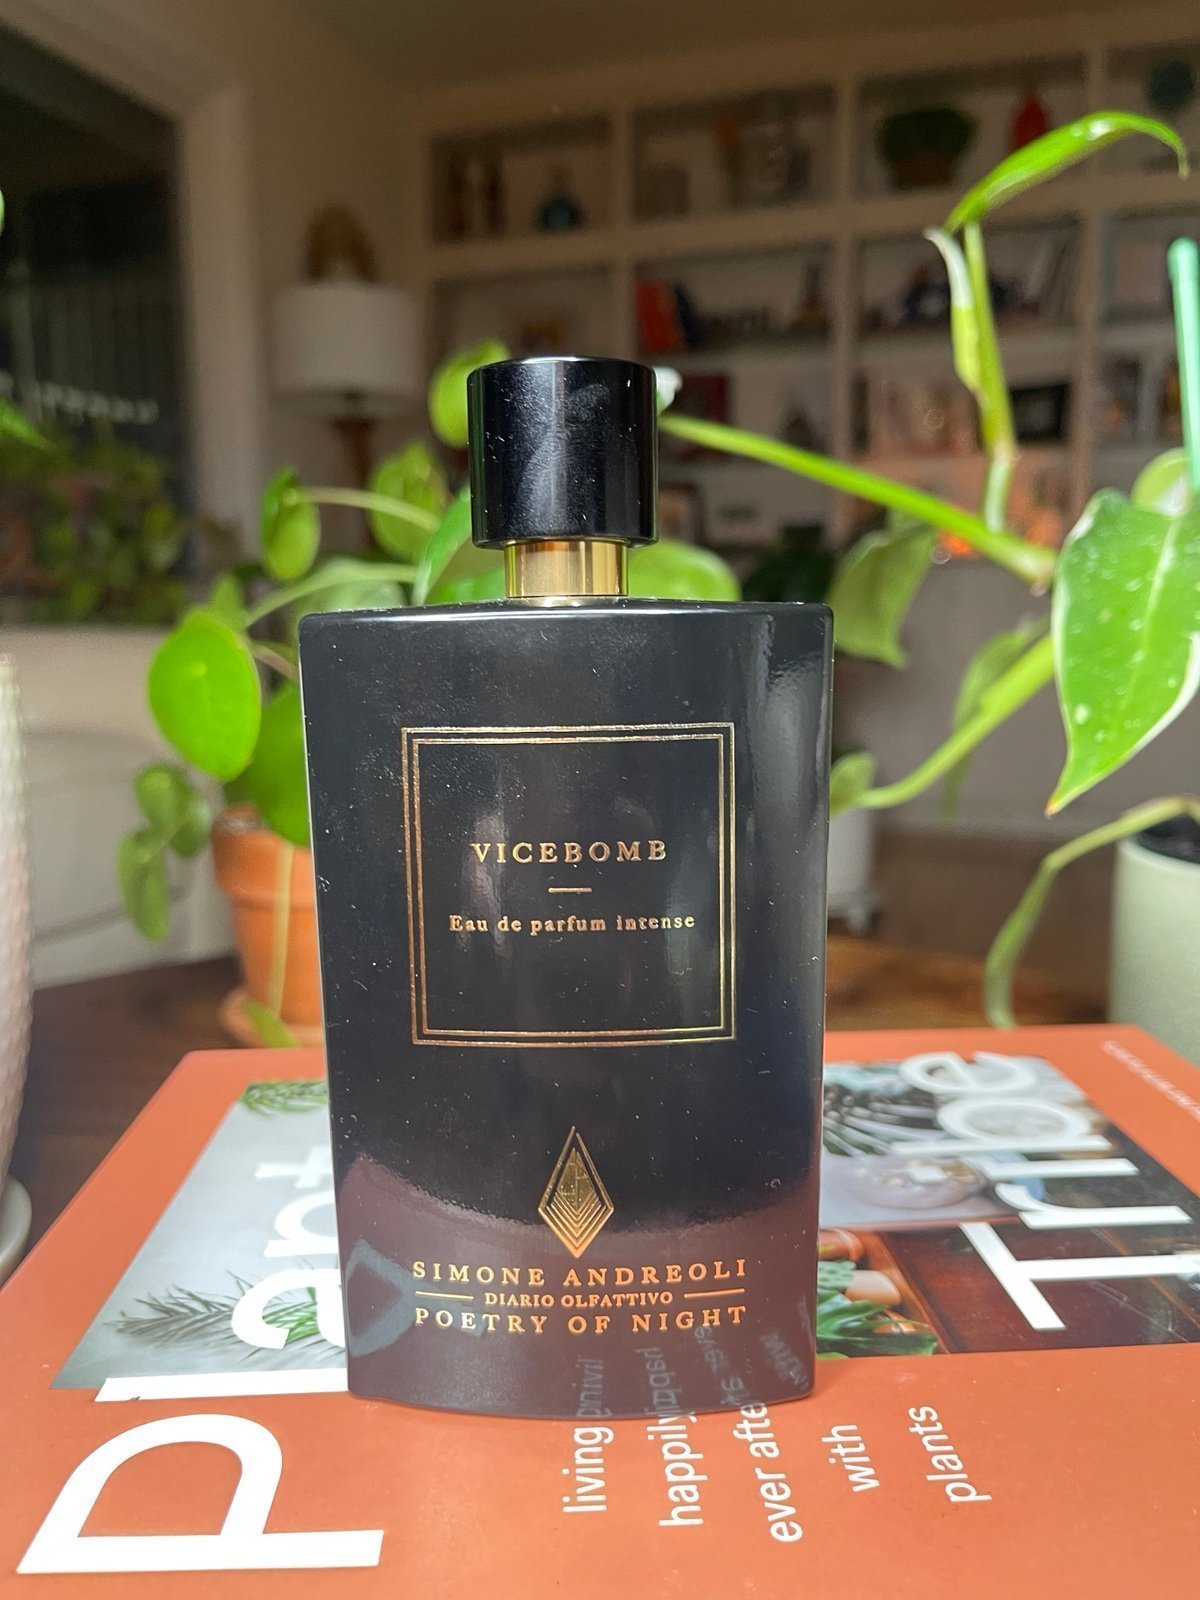 VICEBOMB
Eau de parfum intense
SIMONE ANDREOLI
DIARIO OLFATTIVO
POETRY OF NIGHT
Plant
Tribe
living
happily
ever after
with
plants